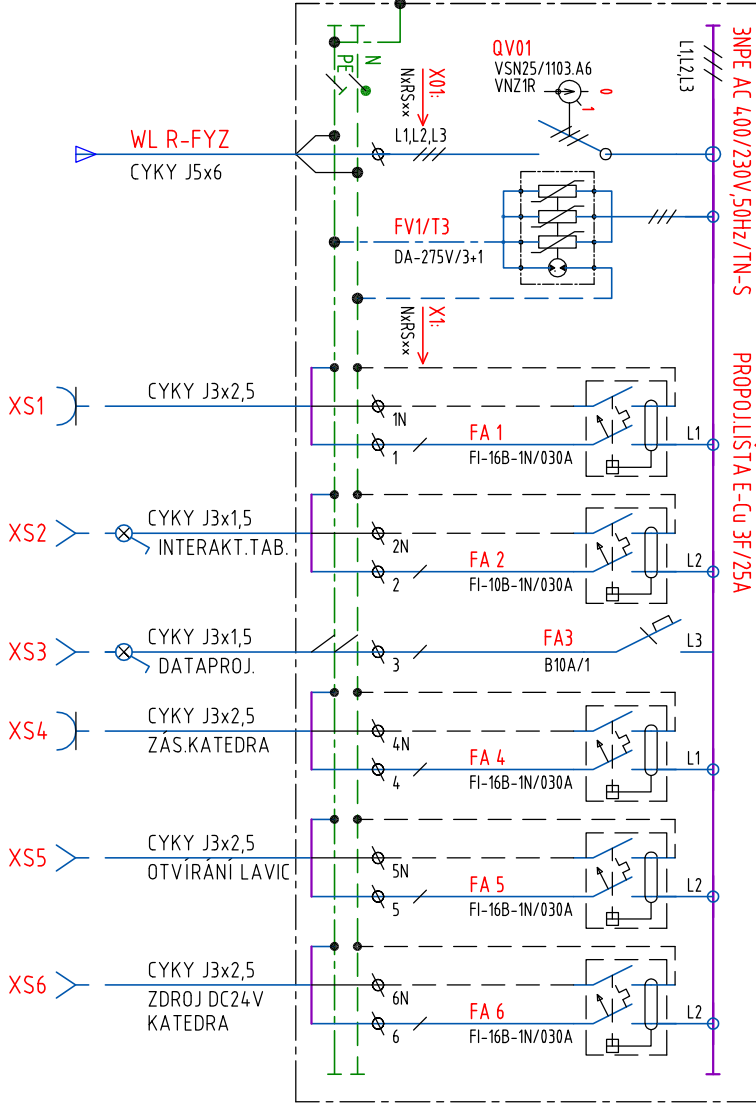 3NPE AC 400/230V,50Hz/TN-S
PROPOJ.LIŠTA E-Cu 3F/25A
L1,L2,L3
N
PE
X01:
NxRSxx
QV01
VSN25/1103.A6
VNZ1R
0
1
WL R-FYZ
CYKY J5x6
L1,L2,L3
FV1/T3
DA-275V/3+1
X1:
NxRSxx
XS1
CYKY J3x2,5
1N
1
FA 1
FI-16B-1N/030A
L1
XS2
CYKY J3x1,5
INTERAKT.TAB.
2N
2
FA 2
FI-10B-1N/030A
L2
XS3
CYKY J3x1,5
DATAPROJ.
3
FA3
B10A/1
L3
XS4
CYKY J3x2,5
ZÁS.KATEDRA
4N
4
FA 4
FI-16B-1N/030A
L1
XS5
CYKY J3x2,5
OTVÍRÁNÍ LAVIC
5N
5
FA 5
FI-16B-1N/030A
L2
XS6
CYKY J3x2,5
ZDROJ DC24V
KATEDRA
6N
6
FA 6
FI-16B-1N/030A
L2